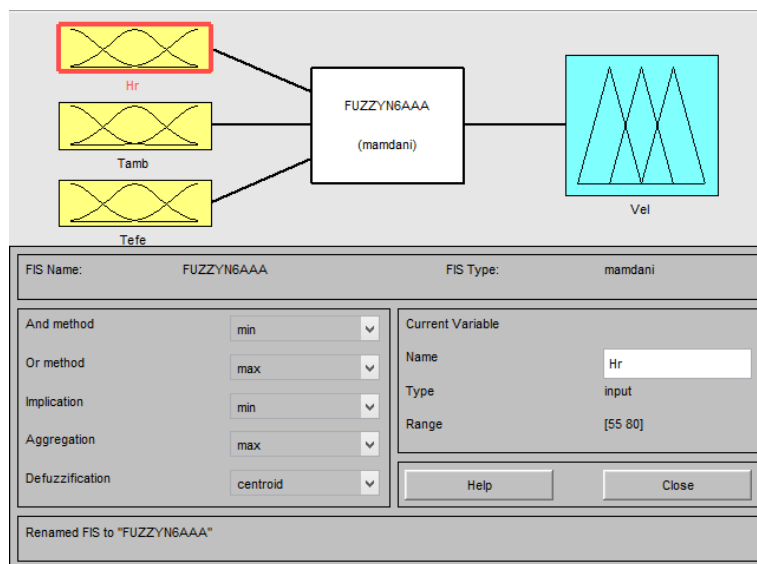 Hr
Tamb
Tefe
FUZZYN6AAA
(mamdani)
Vel
FIS Name: FUZZYN6AAA FIS Type: mamdani
And method min
Or method max
Implication min
Aggregation max
Defuzzification centroid
Current Variable
Name Hr
Type input
Range [55 80]
Help Close
Renamed FIS to "FUZZYN6AAA"